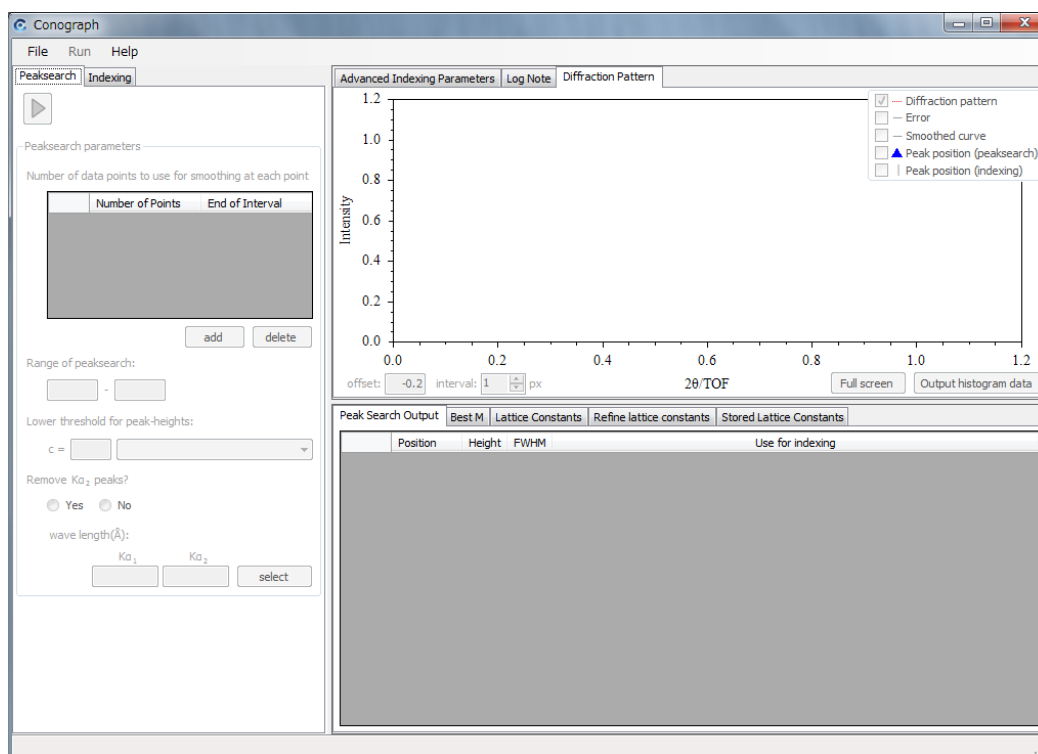 Conograph
File Run Help
Peaksearch Indexing
Peaksearch parameters
Number of data points to use for smoothing at each point
Number of Points End of Interval
add delete
Range of peaksearch:
-
Lower threshold for peak-heights:
c =
Remove Kα₂ peaks?
Yes No
wave length(Å):
Kα₁ Kα₂
select
Advanced Indexing Parameters Log Note Diffraction Pattern
1.2
1.0
0.8
0.6
0.4
0.2
0.0
Intensity
0.0 0.2 0.4 0.6 0.8 1.0 1.2
2θ/TOF
Diffraction pattern
Error
Smoothed curve
Peak position (peaksearch)
Peak position (indexing)
offset: -0.2 interval: 1 px
Full screen Output histogram data
Peak Search Output Best M Lattice Constants Refine lattice constants Stored Lattice Constants
Position Height FWHM Use for indexing